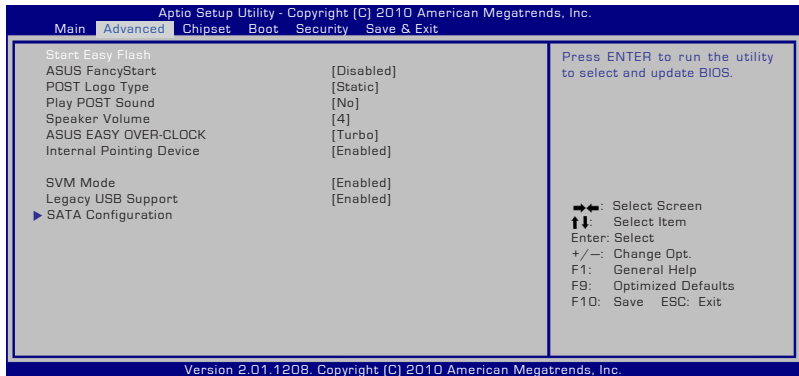 Aptio Setup Utility - Copyright (C) 2010 American Megatrends, Inc.
Main Advanced Chipset Boot Security Save & Exit
Start Easy Flash
ASUS FancyStart [Disabled]
POST Logo Type [Static]
Play POST Sound [No]
Speaker Volume [4]
ASUS EASY OVER-CLOCK [Turbo]
Internal Pointing Device [Enabled]
SVM Mode [Enabled]
Legacy USB Support [Enabled]
SATA Configuration
Press ENTER to run the utility
to select and update BIOS.
→←: Select Screen
↑↓: Select Item
Enter: Select
+/—: Change Opt.
F1: General Help
F9: Optimized Defaults
F10: Save ESC: Exit
Version 2.01.1208. Copyright (C) 2010 American Megatrends, Inc.